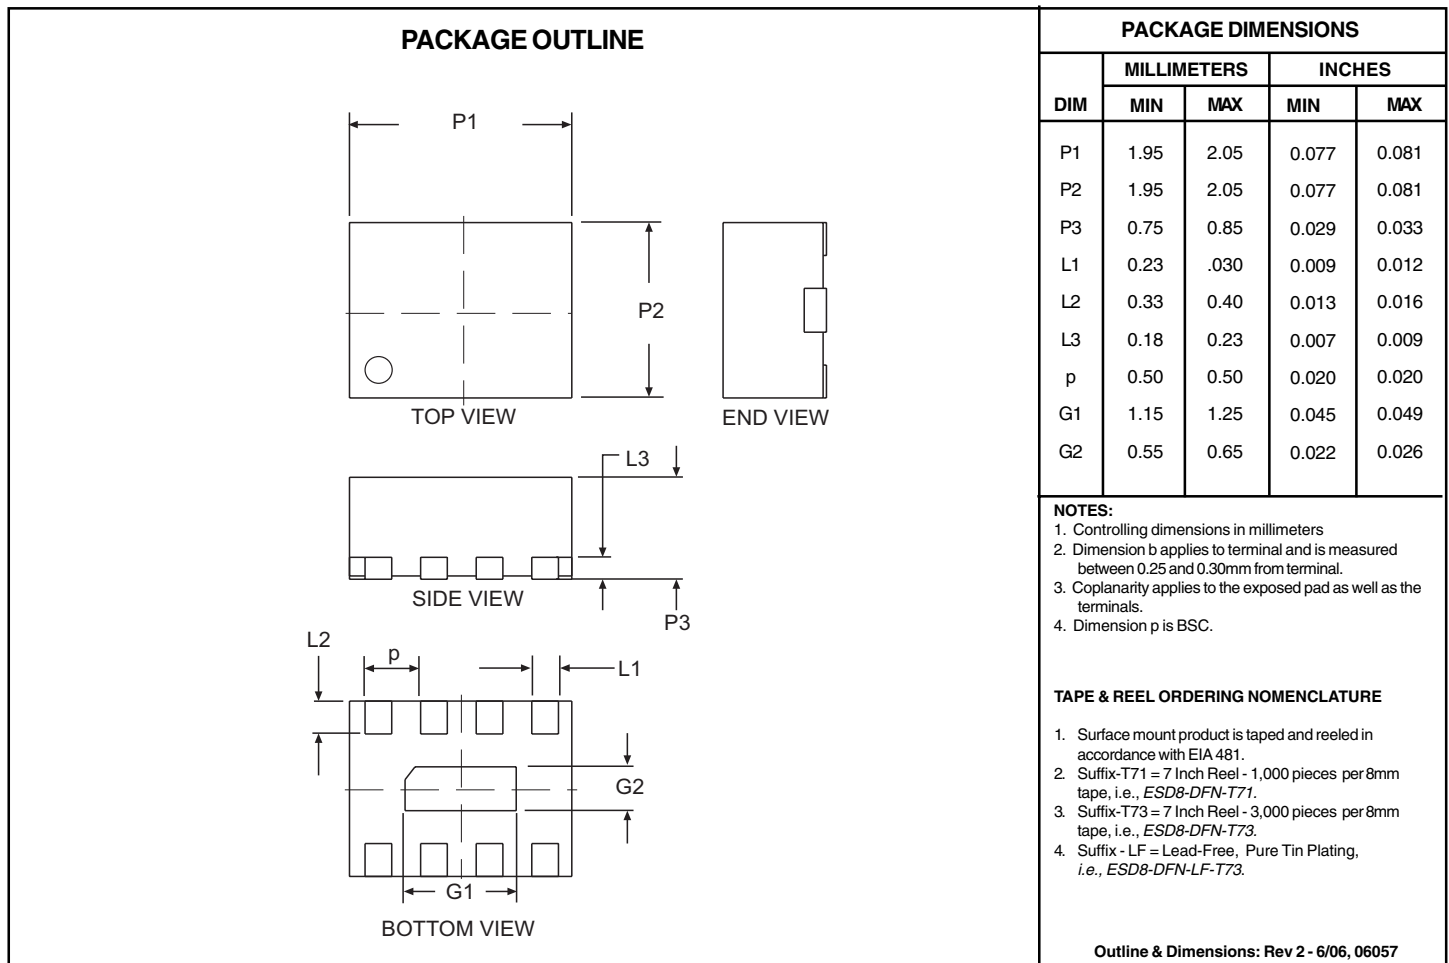 PACKAGE OUTLINE
P1
P2
TOP VIEW
END VIEW
L3
SIDE VIEW
P3
L2
p
L1
G2
G1
BOTTOM VIEW
PACKAGE DIMENSIONS
MILLIMETERS INCHES
DIM MIN MAX MIN MAX
P1 1.95 2.05 0.077 0.081
P2 1.95 2.05 0.077 0.081
P3 0.75 0.85 0.029 0.033
L1 0.23 .030 0.009 0.012
L2 0.33 0.40 0.013 0.016
L3 0.18 0.23 0.007 0.009
p 0.50 0.50 0.020 0.020
G1 1.15 1.25 0.045 0.049
G2 0.55 0.65 0.022 0.026
NOTES:
1. Controlling dimensions in millimeters
2. Dimension b applies to terminal and is measured
between 0.25 and 0.30mm from terminal.
3. Coplanarity applies to the exposed pad as well as the
terminals.
4. Dimension p is BSC.
TAPE & REEL ORDERING NOMENCLATURE
1. Surface mount product is taped and reeled in
accordance with EIA 481.
2. Suffix-T71 = 7 Inch Reel - 1,000 pieces per 8mm
tape, i.e., ESD8-DFN-T71.
3. Suffix-T73 = 7 Inch Reel - 3,000 pieces per 8mm
tape, i.e., ESD8-DFN-T73.
4. Suffix - LF = Lead-Free, Pure Tin Plating,
i.e., ESD8-DFN-LF-T73.
Outline & Dimensions: Rev 2 - 6/06, 06057